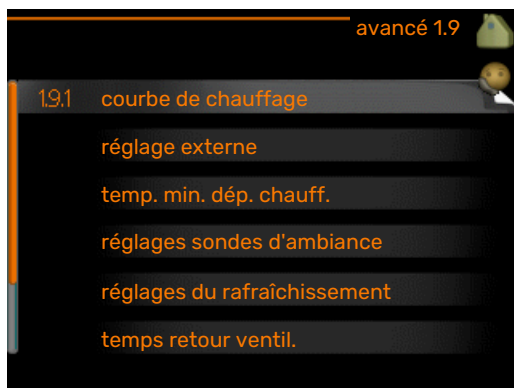 avancé 1.9
1.9.1 courbe de chauffage
réglage externe
temp. min. dép. chauff.
réglages sondes d'ambiance
réglages du rafraîchissement
temps retour ventil.